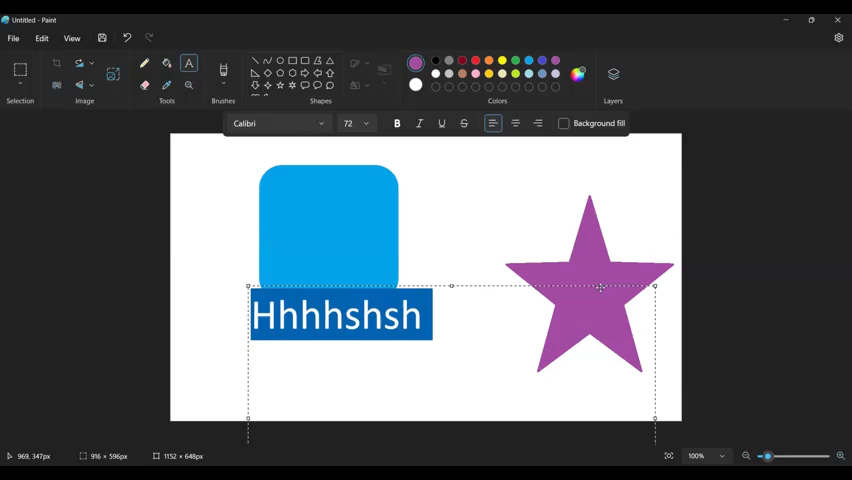 Untitled - Paint
File Edit View
Selection Image Tools Brushes Shapes Colors Layers
Calibri 72 B I U S Background fill
Hhhhshsh
969, 347px 916 × 596px 1152 × 648px 100%